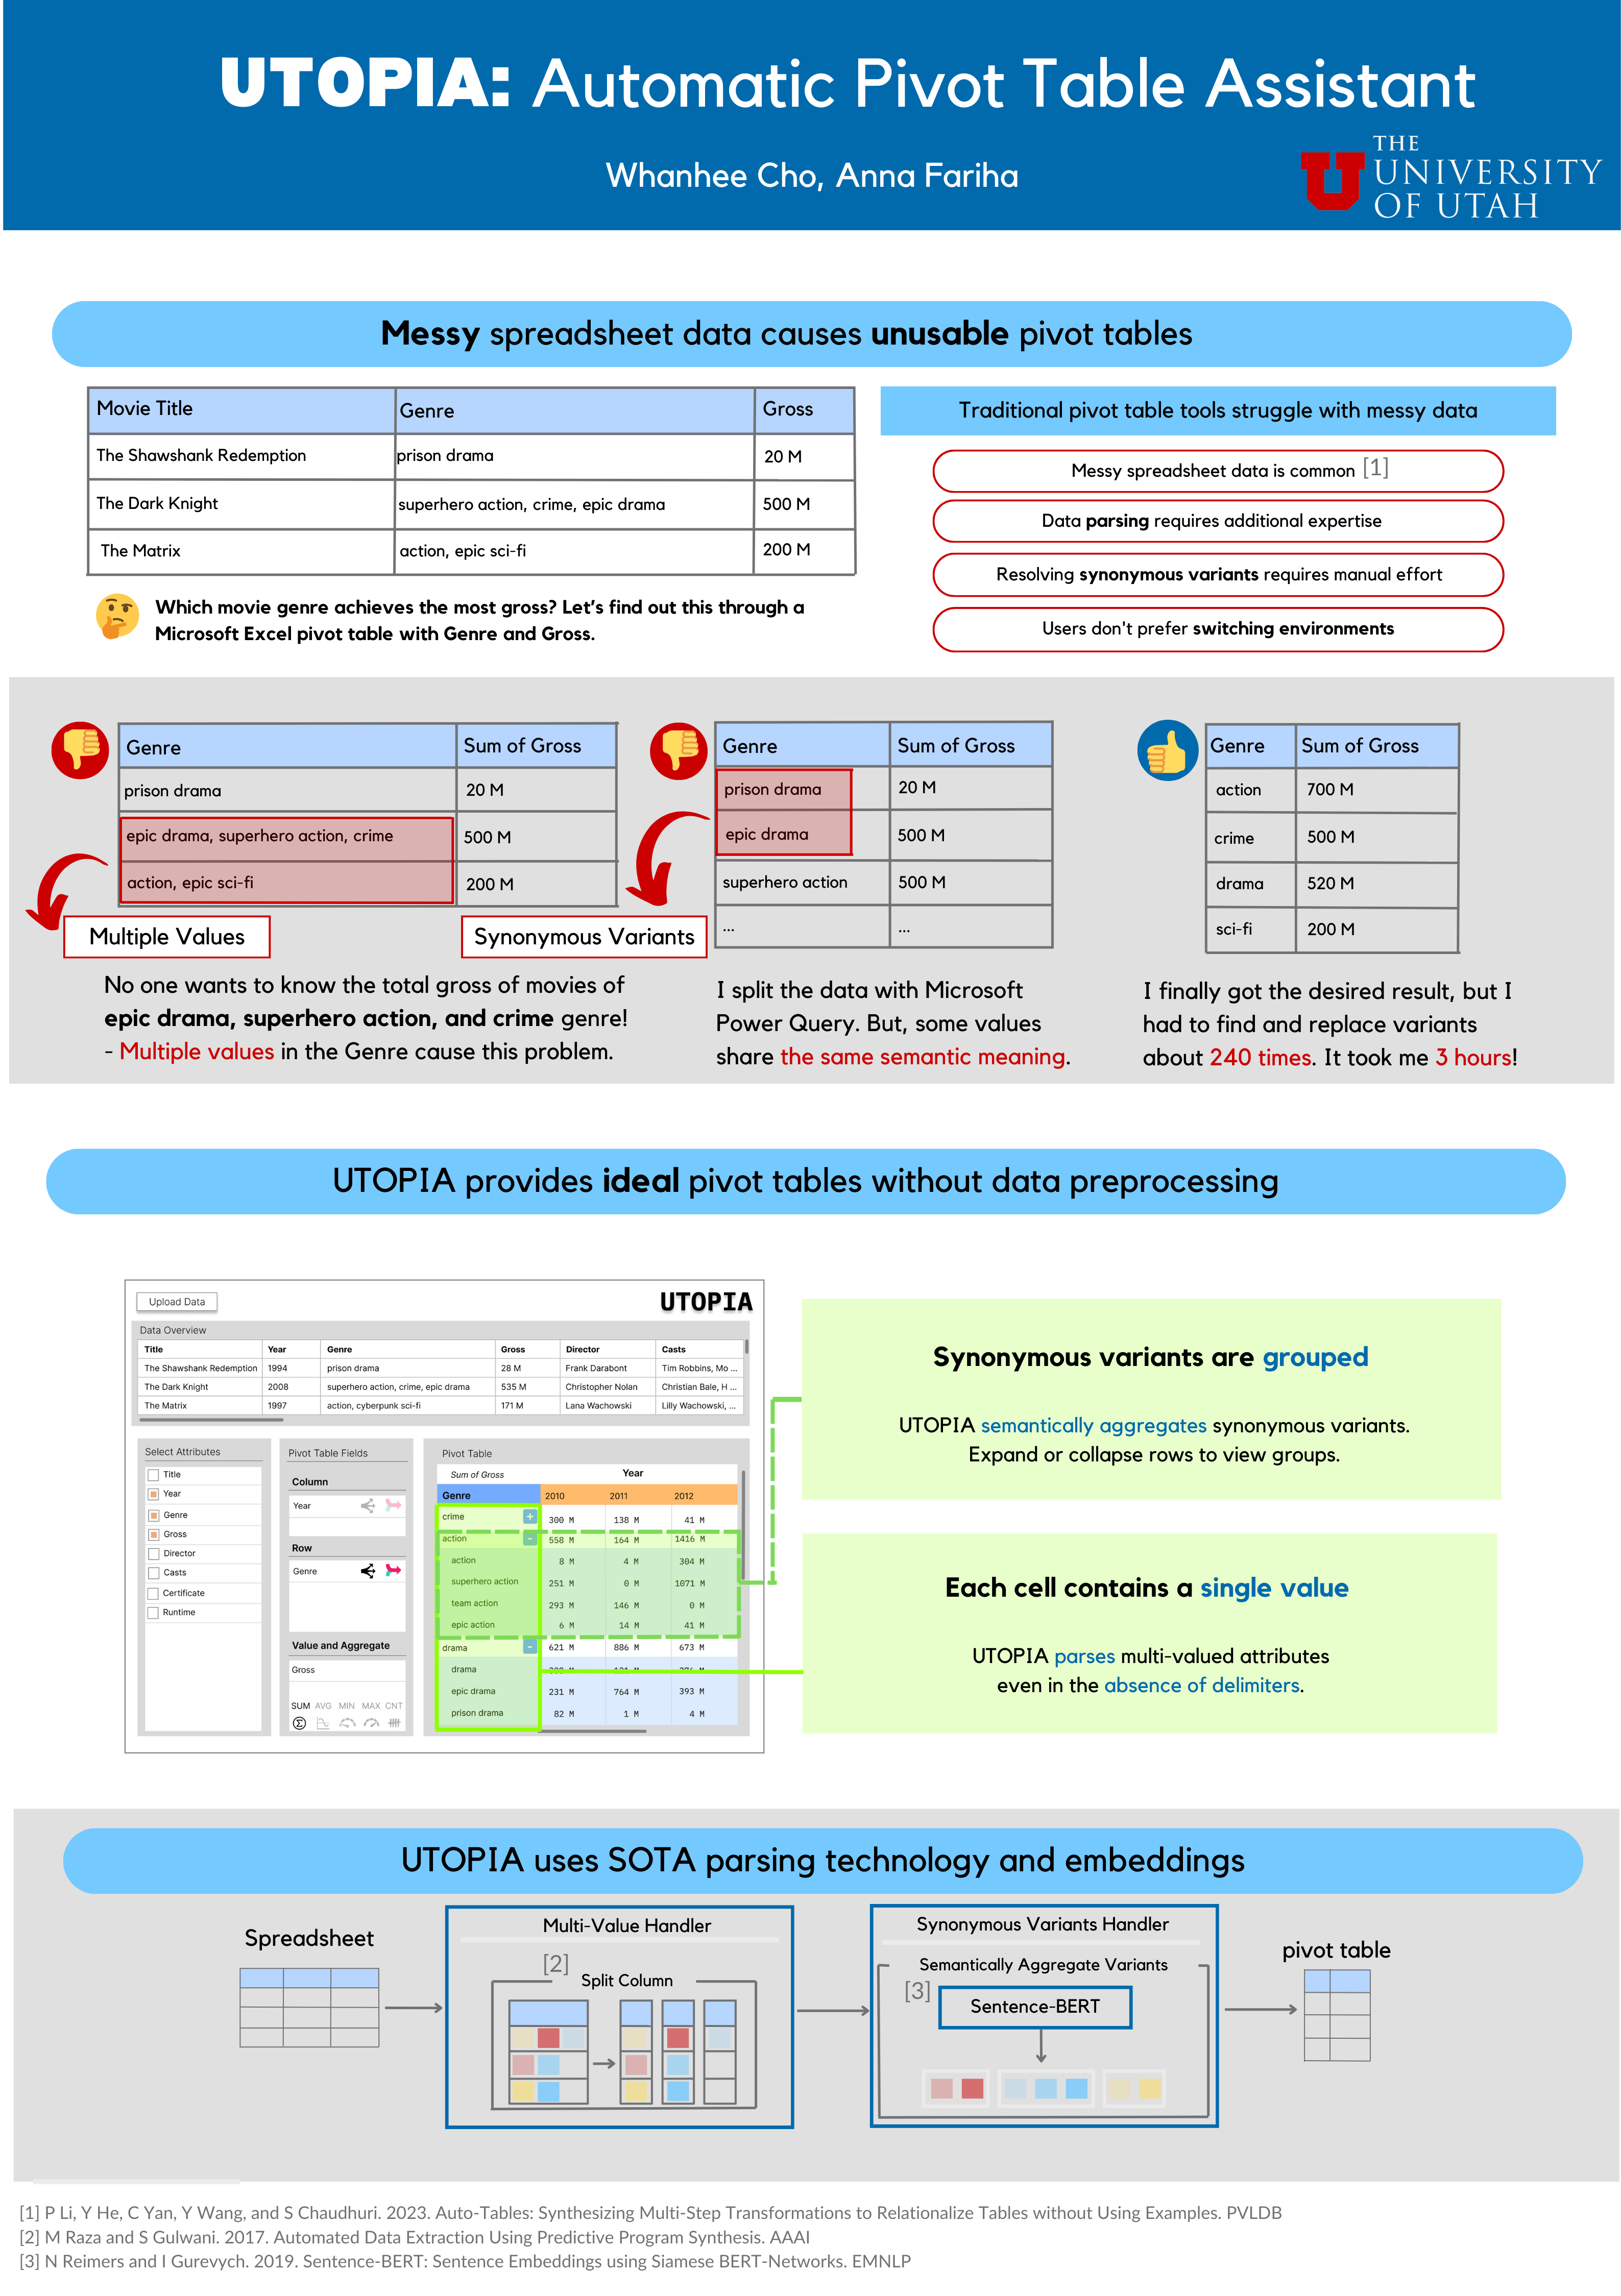 UTOPIA: Automatic Pivot Table Assistant
Whanhee Cho, Anna Fariha
THE
UNIVERSITY
OF UTAH
Messy spreadsheet data causes unusable pivot tables
Movie Title Genre Gross
The Shawshank Redemption prison drama 20 M
The Dark Knight superhero action, crime, epic drama 500 M
The Matrix action, epic sci-fi 200 M
Which movie genre achieves the most gross? Let's find out this through a
Microsoft Excel pivot table with Genre and Gross.
Traditional pivot table tools struggle with messy data
Messy spreadsheet data is common [1]
Data parsing requires additional expertise
Resolving synonymous variants requires manual effort
Users don't prefer switching environments
Genre Sum of Gross
prison drama 20 M
epic drama, superhero action, crime 500 M
action, epic sci-fi 200 M
Multiple Values
No one wants to know the total gross of movies of
epic drama, superhero action, and crime genre!
- Multiple values in the Genre cause this problem.
Genre Sum of Gross
prison drama 20 M
epic drama 500 M
superhero action 500 M
... ...
Synonymous Variants
I split the data with Microsoft
Power Query. But, some values
share the same semantic meaning.
Genre Sum of Gross
action 700 M
crime 500 M
drama 520 M
sci-fi 200 M
I finally got the desired result, but I
had to find and replace variants
about 240 times. It took me 3 hours!
UTOPIA provides ideal pivot tables without data preprocessing
Upload Data
UTOPIA
Data Overview
Title Year Genre Gross Director Casts
The Shawshank Redemption 1994 prison drama 28 M Frank Darabont Tim Robbins, Mo ...
The Dark Knight 2008 superhero action, crime, epic drama 535 M Christopher Nolan Christian Bale, H ...
The Matrix 1997 action, cyberpunk sci-fi 171 M Lana Wachowski Lilly Wachowski, ...
Select Attributes
Title
Year
Genre
Gross
Director
Casts
Certificate
Runtime
Pivot Table Fields
Column
Year
Row
Genre
Value and Aggregate
Gross
SUM AVG MIN MAX CNT
Pivot Table
Sum of Gross Year
Genre 2010 2011 2012
crime + 300 M 138 M 41 M
action - 558 M 164 M 1416 M
action 8 M 4 M 304 M
superhero action 251 M 0 M 1071 M
team action 293 M 146 M 0 M
epic action 6 M 14 M 41 M
drama - 621 M 886 M 673 M
drama
epic drama 231 M 764 M 393 M
prison drama 82 M 1 M 4 M
Synonymous variants are grouped
UTOPIA semantically aggregates synonymous variants.
Expand or collapse rows to view groups.
Each cell contains a single value
UTOPIA parses multi-valued attributes
even in the absence of delimiters.
UTOPIA uses SOTA parsing technology and embeddings
Spreadsheet
Multi-Value Handler
[2]
Split Column
Synonymous Variants Handler
Semantically Aggregate Variants
[3]
Sentence-BERT
pivot table
[1] P Li, Y He, C Yan, Y Wang, and S Chaudhuri. 2023. Auto-Tables: Synthesizing Multi-Step Transformations to Relationalize Tables without Using Examples. PVLDB
[2] M Raza and S Gulwani. 2017. Automated Data Extraction Using Predictive Program Synthesis. AAAI
[3] N Reimers and I Gurevych. 2019. Sentence-BERT: Sentence Embeddings using Siamese BERT-Networks. EMNLP